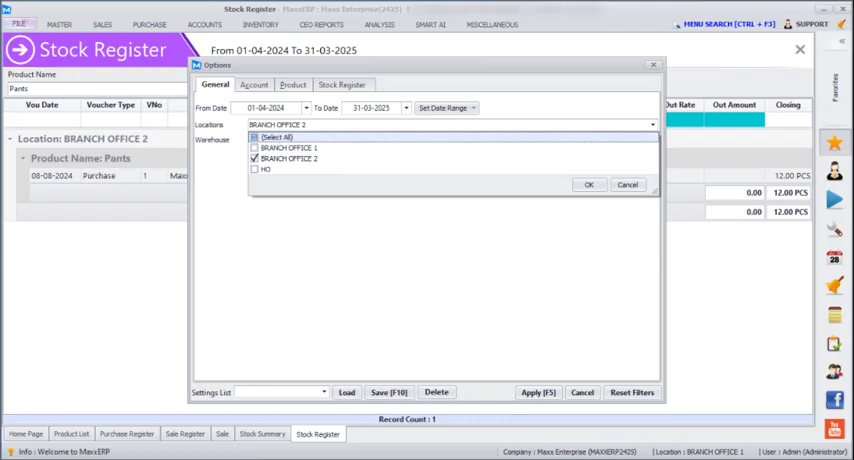 Stock Register - MaxxERP - Maxx Enterprise(2425)
FILE MASTER SALES PURCHASE ACCOUNTS INVENTORY CEO REPORTS ANALYSIS SMART AI MISCELLANEOUS MENU SEARCH [CTRL + F3] SUPPORT
Stock Register From 01-04-2024 To 31-03-2025
Product Name
Pants
Options
General Account Product Stock Register
From Date 01-04-2024 To Date 31-03-2025 Set Date Range
Locations BRANCH OFFICE 2
Warehouse (Select All)
BRANCH OFFICE 1
BRANCH OFFICE 2
HO
OK Cancel
Vou Date Voucher Type VNo Out Rate Out Amount Closing
Location: BRANCH OFFICE 2
Product Name: Pants
08-08-2024 Purchase 1 Maxx 12.00 PCS
0.00 12.00 PCS
0.00 12.00 PCS
Favorites
28
Settings List Load Save [F10] Delete Apply [F5] Cancel Reset Filters
Record Count : 1
Home Page Product List Purchase Register Sale Register Sale Stock Summary Stock Register
You Tube
Info : Welcome to MaxxERP Company : Maxx Enterprise (MAXXERP2425) Location : BRANCH OFFICE 1 User : Admin (Administrator)